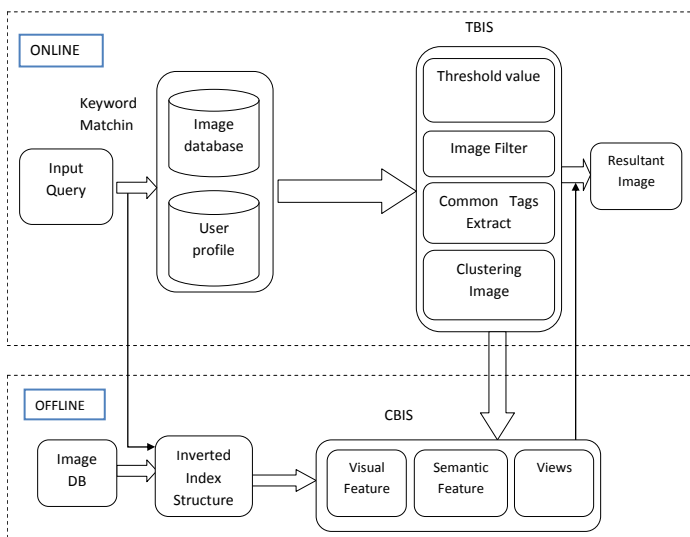 ONLINE
TBIS
Keyword
Matchin
Image
database
User
profile
Input
Query
Threshold value
Image Filter
Common Tags
Extract
Clustering
Image
Resultant
Image
OFFLINE
CBIS
Image
DB
Inverted
Index
Structure
Visual
Feature
Semantic
Feature
Views